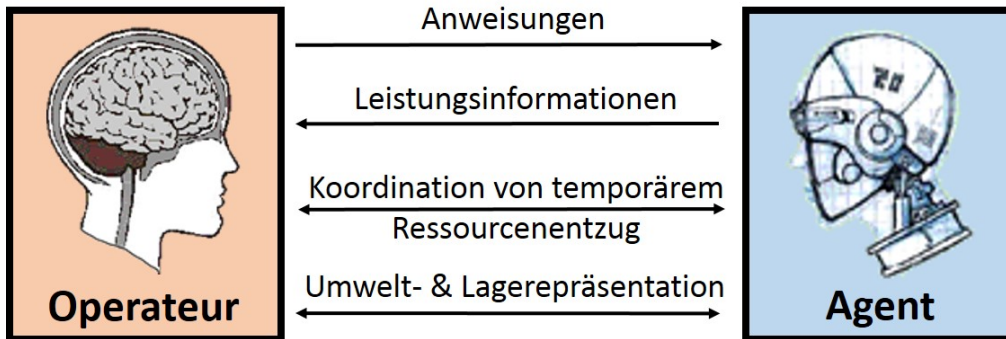 Anweisungen
Leistungsinformationen
Koordination von temporärem
Ressourcenentzug
Umwelt- & Lagerepräsentation
Operateur
Agent